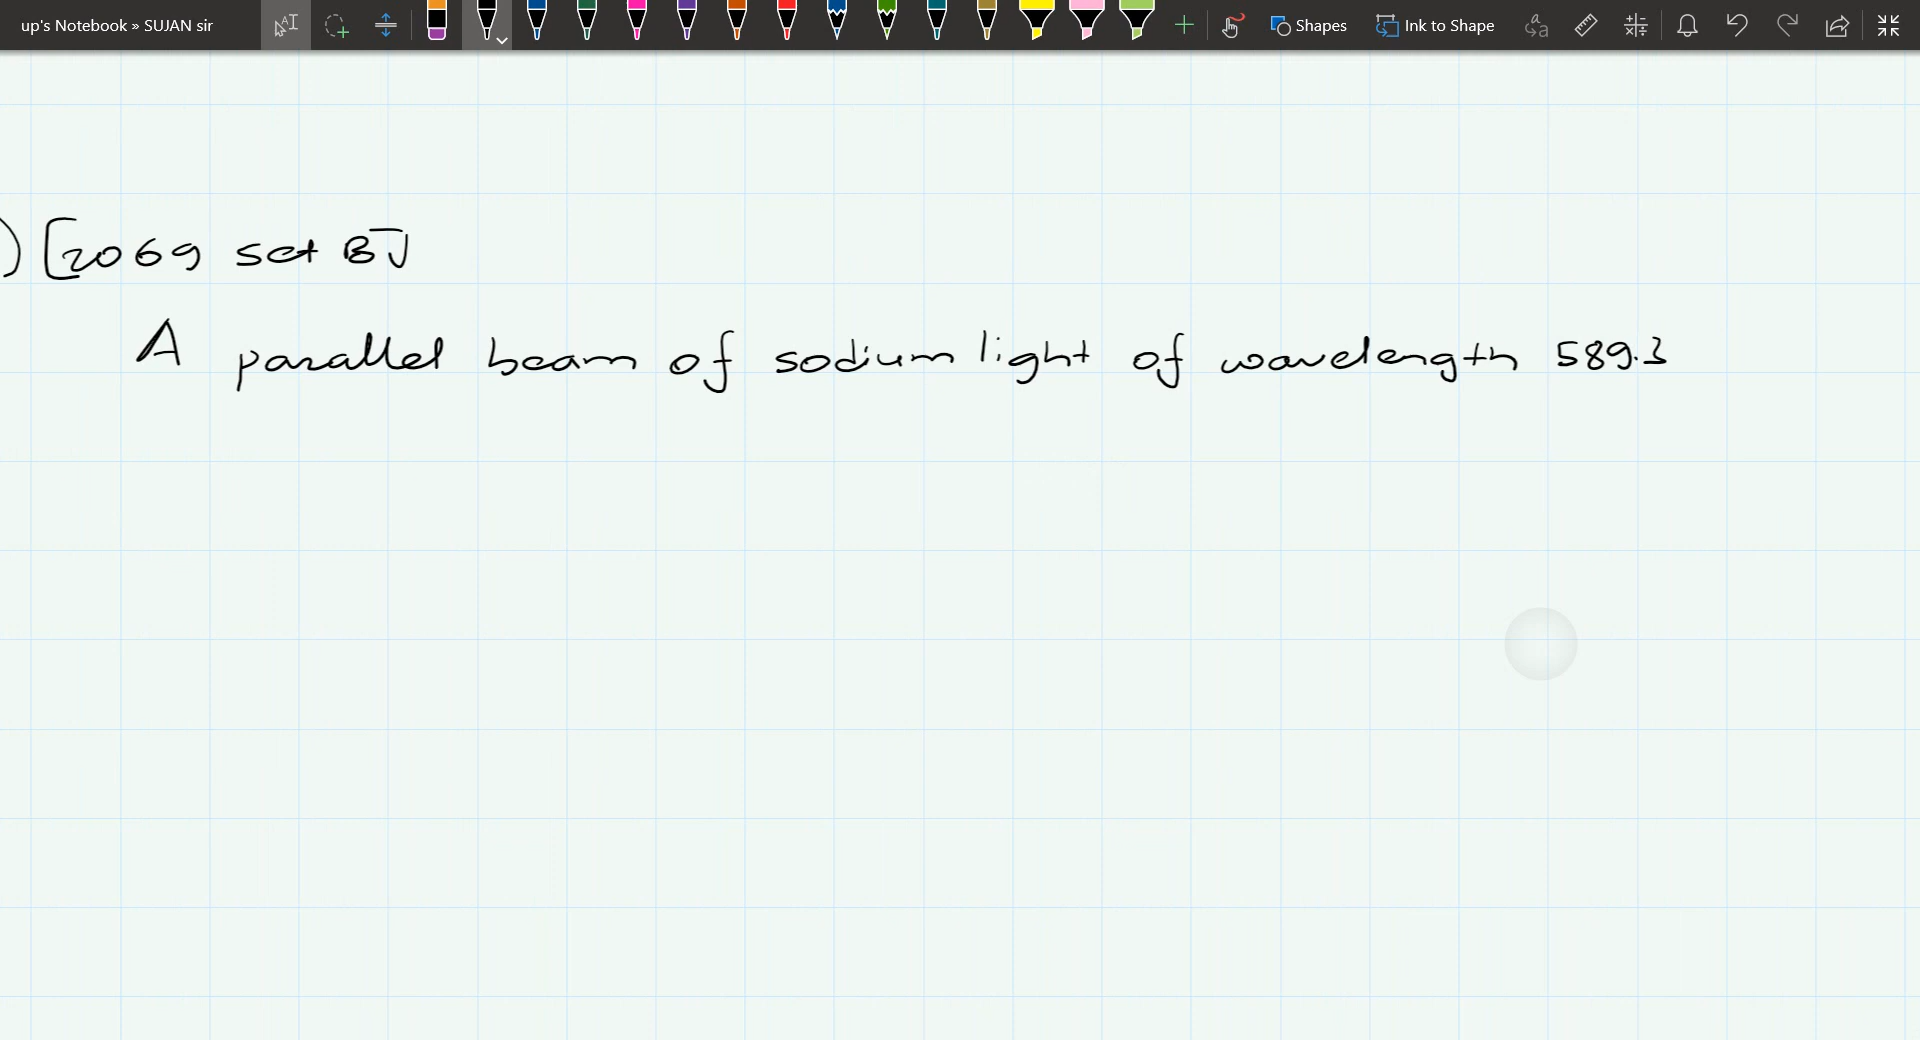 up's Notebook » SUJAN sir
Shapes
Ink to Shape
) [2069 set B]
A parallel beam of sodium light of wavelength 589.3